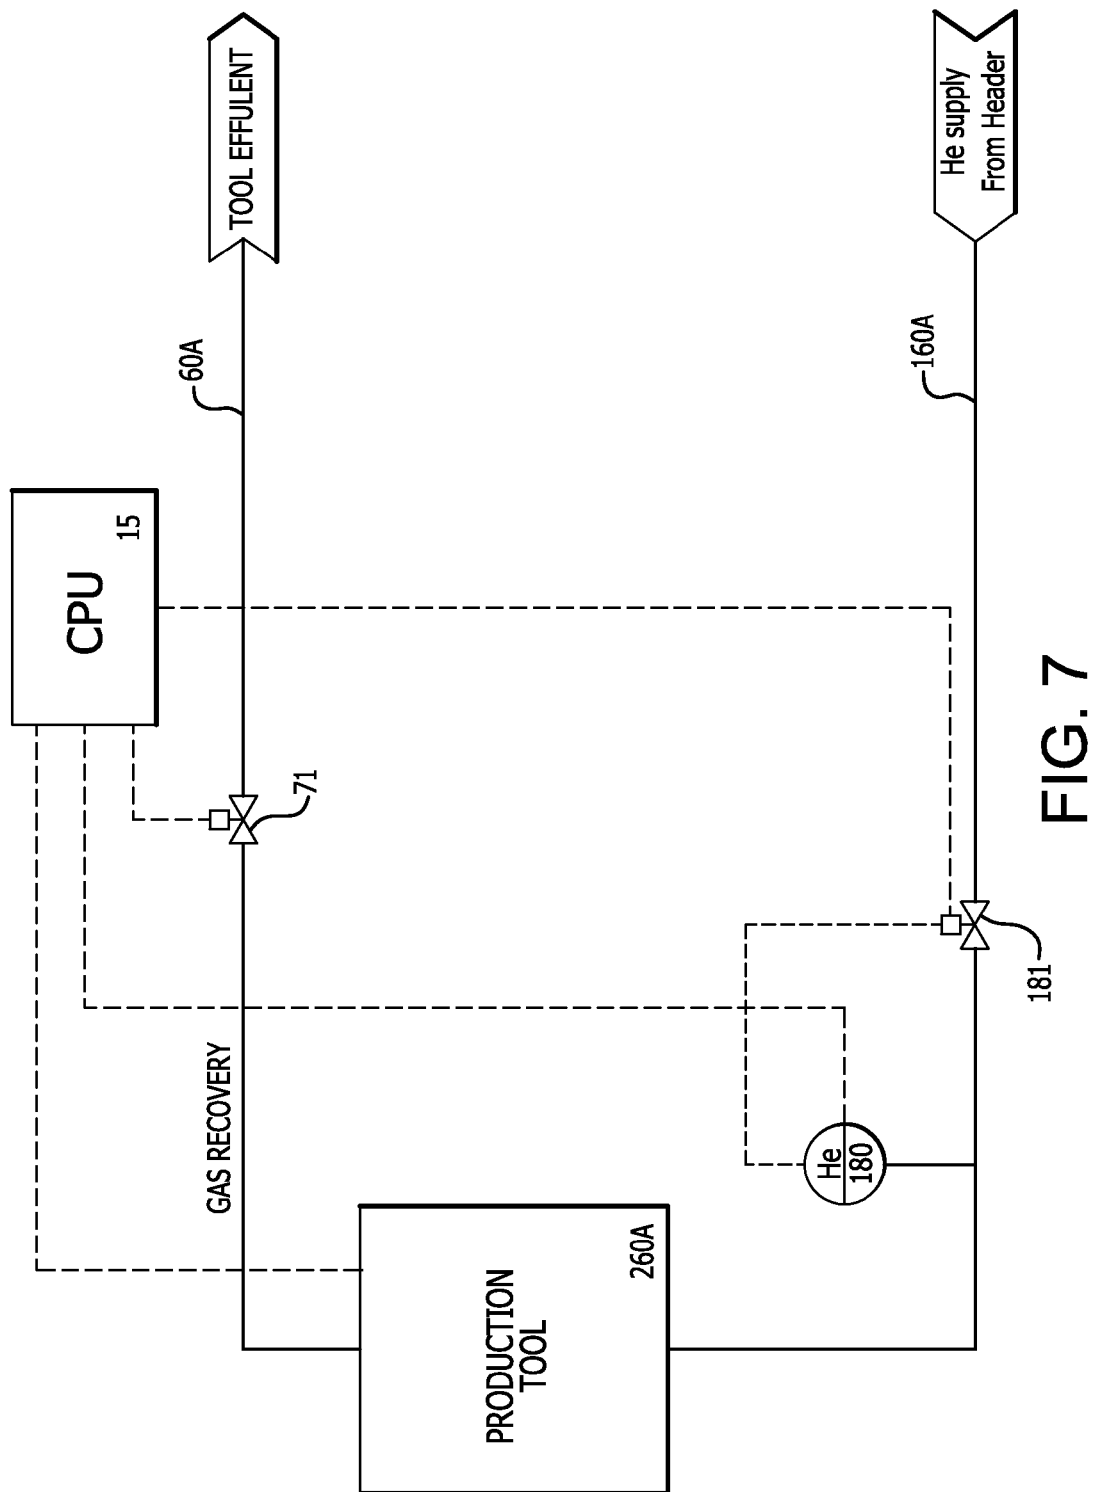 CPU
15
TOOL EFFULENT
60A
71
GAS RECOVERY
PRODUCTION
TOOL
260A
He
180
181
160A
He supply
From Header
FIG. 7